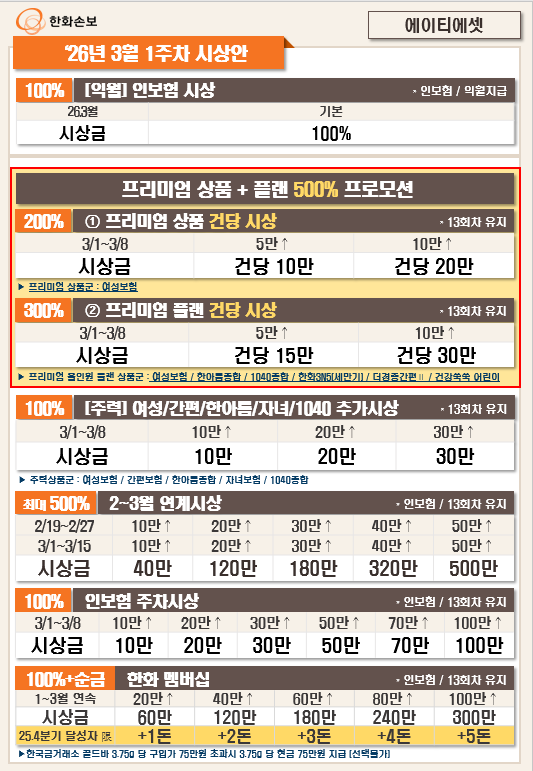 한화손보
에이티에셋
'26년 3월 1주차 시상안
100% [익월] 인보험 시상 * 인보험 / 익월지급
26.3월 기본
시상금 100%
프리미엄 상품 + 플랜 500% 프로모션
200% ① 프리미엄 상품 건당 시상 * 13회차 유지
3/1~3/8 5만↑ 10만↑
시상금 건당 10만 건당 20만
▶ 프리미엄 상품군 : 여성보험
300% ② 프리미엄 플랜 건당 시상 * 13회차 유지
3/1~3/8 5만↑ 10만↑
시상금 건당 15만 건당 30만
▶ 프리미엄 올인원 플랜 상품군 : 여성보험 / 한아름종합 / 1040종합 / 한화3N5(세만기) / 더경증간편Ⅱ / 건강쑥쑥 어린이
100% [주력] 여성/간편/한아름/자녀/1040 추가시상 * 13회차 유지
3/1~3/8 10만↑ 20만↑ 30만↑
시상금 10만 20만 30만
▶ 주력상품군 : 여성보험 / 간편보험 / 한아름종합 / 자녀보험 / 1040종합
최대 500% 2~3월 연계시상 * 인보험 / 13회차 유지
2/19~2/27 10만↑ 20만↑ 30만↑ 40만↑ 50만↑
3/1~3/15 10만↑ 20만↑ 30만↑ 40만↑ 50만↑
시상금 40만 120만 180만 320만 500만
100% 인보험 주차시상 * 인보험 / 13회차 유지
3/1~3/8 10만↑ 20만↑ 30만↑ 50만↑ 70만↑ 100만↑
시상금 10만 20만 30만 50만 70만 100만
100%+순금 한화 멤버십 * 인보험 / 13회차 유지
1~3월 연속 20만↑ 40만↑ 60만↑ 80만↑ 100만↑
시상금 60만 120만 180만 240만 300만
25.4분기 달성자 限 +1돈 +2돈 +3돈 +4돈 +5돈
▶한국금거래소 골드바 3.75g 당 구입가 75만원 초과시 3.75g 당 현금 75만원 지급 (선택불가)